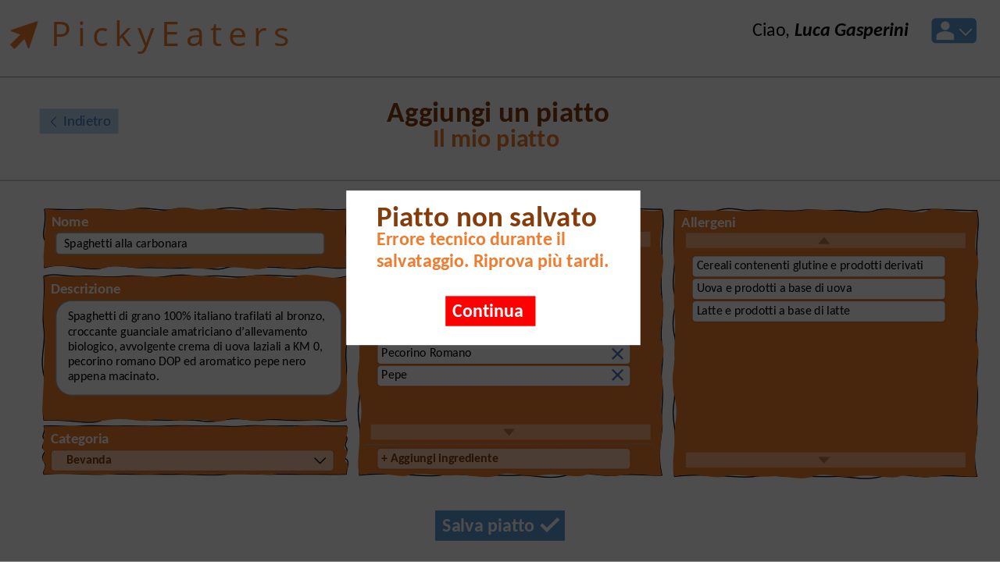 PickyEaters
Ciao, Luca Gasperini
Indietro
Aggiungi un piatto
Il mio piatto
Nome
Spaghetti alla carbonara
Descrizione
Spaghetti di grano 100% italiano trafilati al bronzo,
croccante guanciale amatriciano d’allevamento
biologico, avvolgente crema di uova laziali a KM 0,
pecorino romano DOP ed aromatico pepe nero
appena macinato.
Categoria
Bevanda
Piatto non salvato
Errore tecnico durante il
salvataggio. Riprova più tardi.
Continua
Pecorino Romano
Pepe
+ Aggiungi ingrediente
Allergeni
Cereali contenenti glutine e prodotti derivati
Uova e prodotti a base di uova
Latte e prodotti a base di latte
Salva piatto